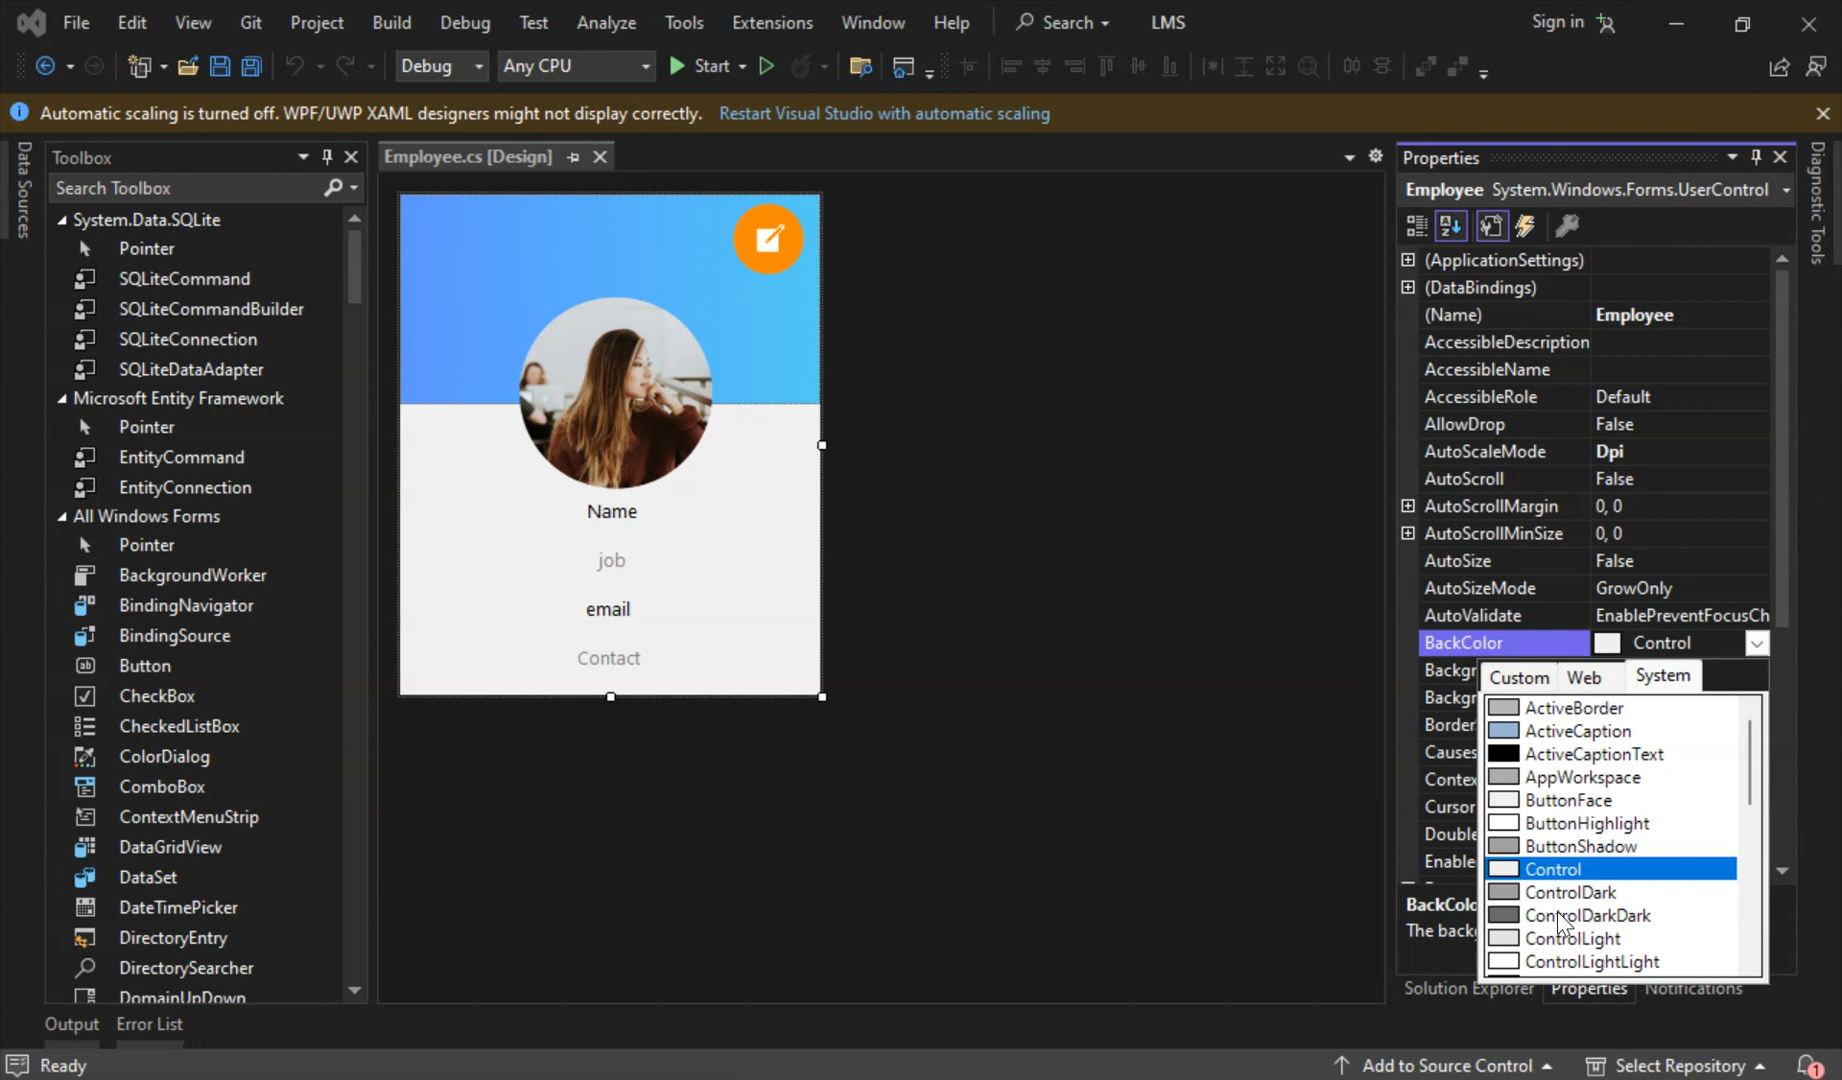 File Edit View Git Project Build Debug Test Analyze Tools Extensions Window Help Search LMS Sign in
Debug Any CPU Start
Automatic scaling is turned off. WPF/UWP XAML designers might not display correctly. Restart Visual Studio with automatic scaling
Data Sources
Toolbox
Search Toolbox
System.Data.SQLite
Pointer
SQLiteCommand
SQLiteCommandBuilder
SQLiteConnection
SQLiteDataAdapter
Microsoft Entity Framework
Pointer
EntityCommand
EntityConnection
All Windows Forms
Pointer
BackgroundWorker
BindingNavigator
BindingSource
Button
CheckBox
CheckedListBox
ColorDialog
ComboBox
ContextMenuStrip
DataGridView
DataSet
DateTimePicker
DirectoryEntry
DirectorySearcher
DomainUpDown
Employee.cs [Design]
Name
job
email
Contact
Properties
Employee System.Windows.Forms.UserControl
(ApplicationSettings)
(DataBindings)
(Name) Employee
AccessibleDescription
AccessibleName
AccessibleRole Default
AllowDrop False
AutoScaleMode Dpi
AutoScroll False
AutoScrollMargin 0, 0
AutoScrollMinSize 0, 0
AutoSize False
AutoSizeMode GrowOnly
AutoValidate EnablePreventFocusCh
BackColor Control
Backgr
Backgr
Border
Causes
Contex
Cursor
Double
Enable
Custom Web System
ActiveBorder
ActiveCaption
ActiveCaptionText
AppWorkspace
ButtonFace
ButtonHighlight
ButtonShadow
Control
ControlDark
ControlDarkDark
ControlLight
ControlLightLight
BackColo
The backg
Solution Explorer Properties Notifications
Diagnostic Tools
Output Error List
Ready
Add to Source Control Select Repository 1